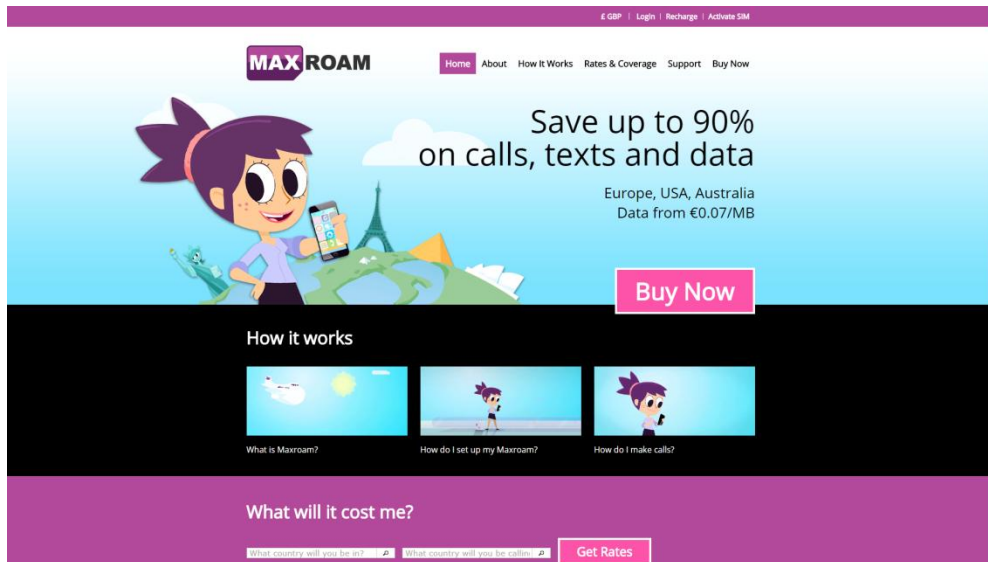 £ GBP | Login | Recharge | Activate SIM
MAXROAM
Home About How It Works Rates & Coverage Support Buy Now
Save up to 90%
on calls, texts and data
Europe, USA, Australia
Data from €0.07/MB
Buy Now
How it works
What is Maxroam? How do I set up my Maxroam? How do I make calls?
What will it cost me?
What country will you be in? What country will you be callin Get Rates